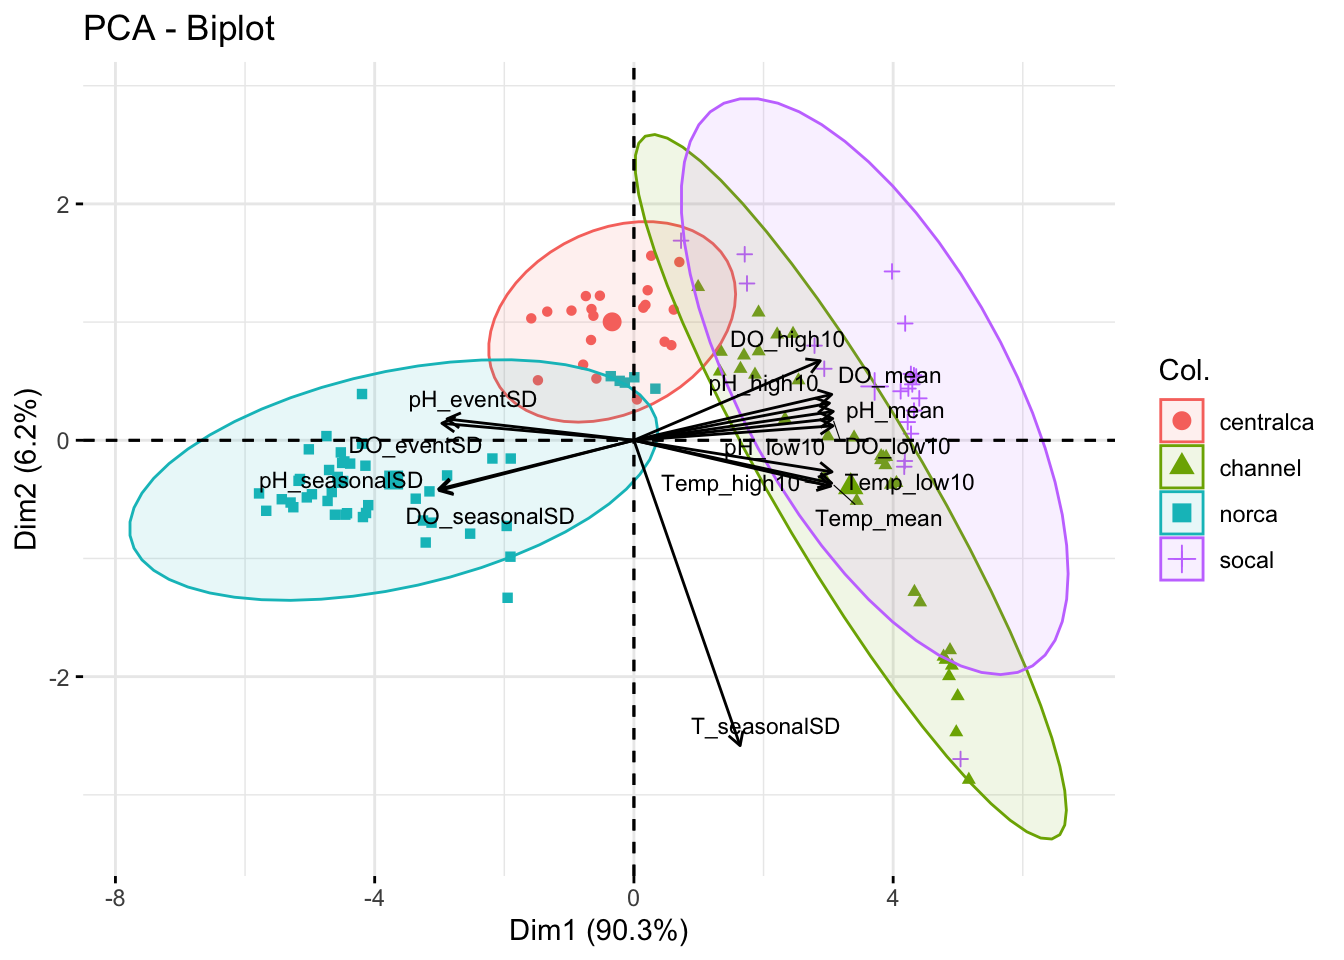 PCA - Biplot
Dim2 (6.2%)
2
0
-2
DO_high10
DO_mean
pH_high10
pH_eventSD
pH_mean
DO_eventSD
pH_low10
DO_low10
pH_seasonalSD
Temp_high10
Temp_low10
DO_seasonalSD
Temp_mean
T_seasonalSD
-8
-4
0
4
Dim1 (90.3%)
Col.
centralca
channel
norca
socal